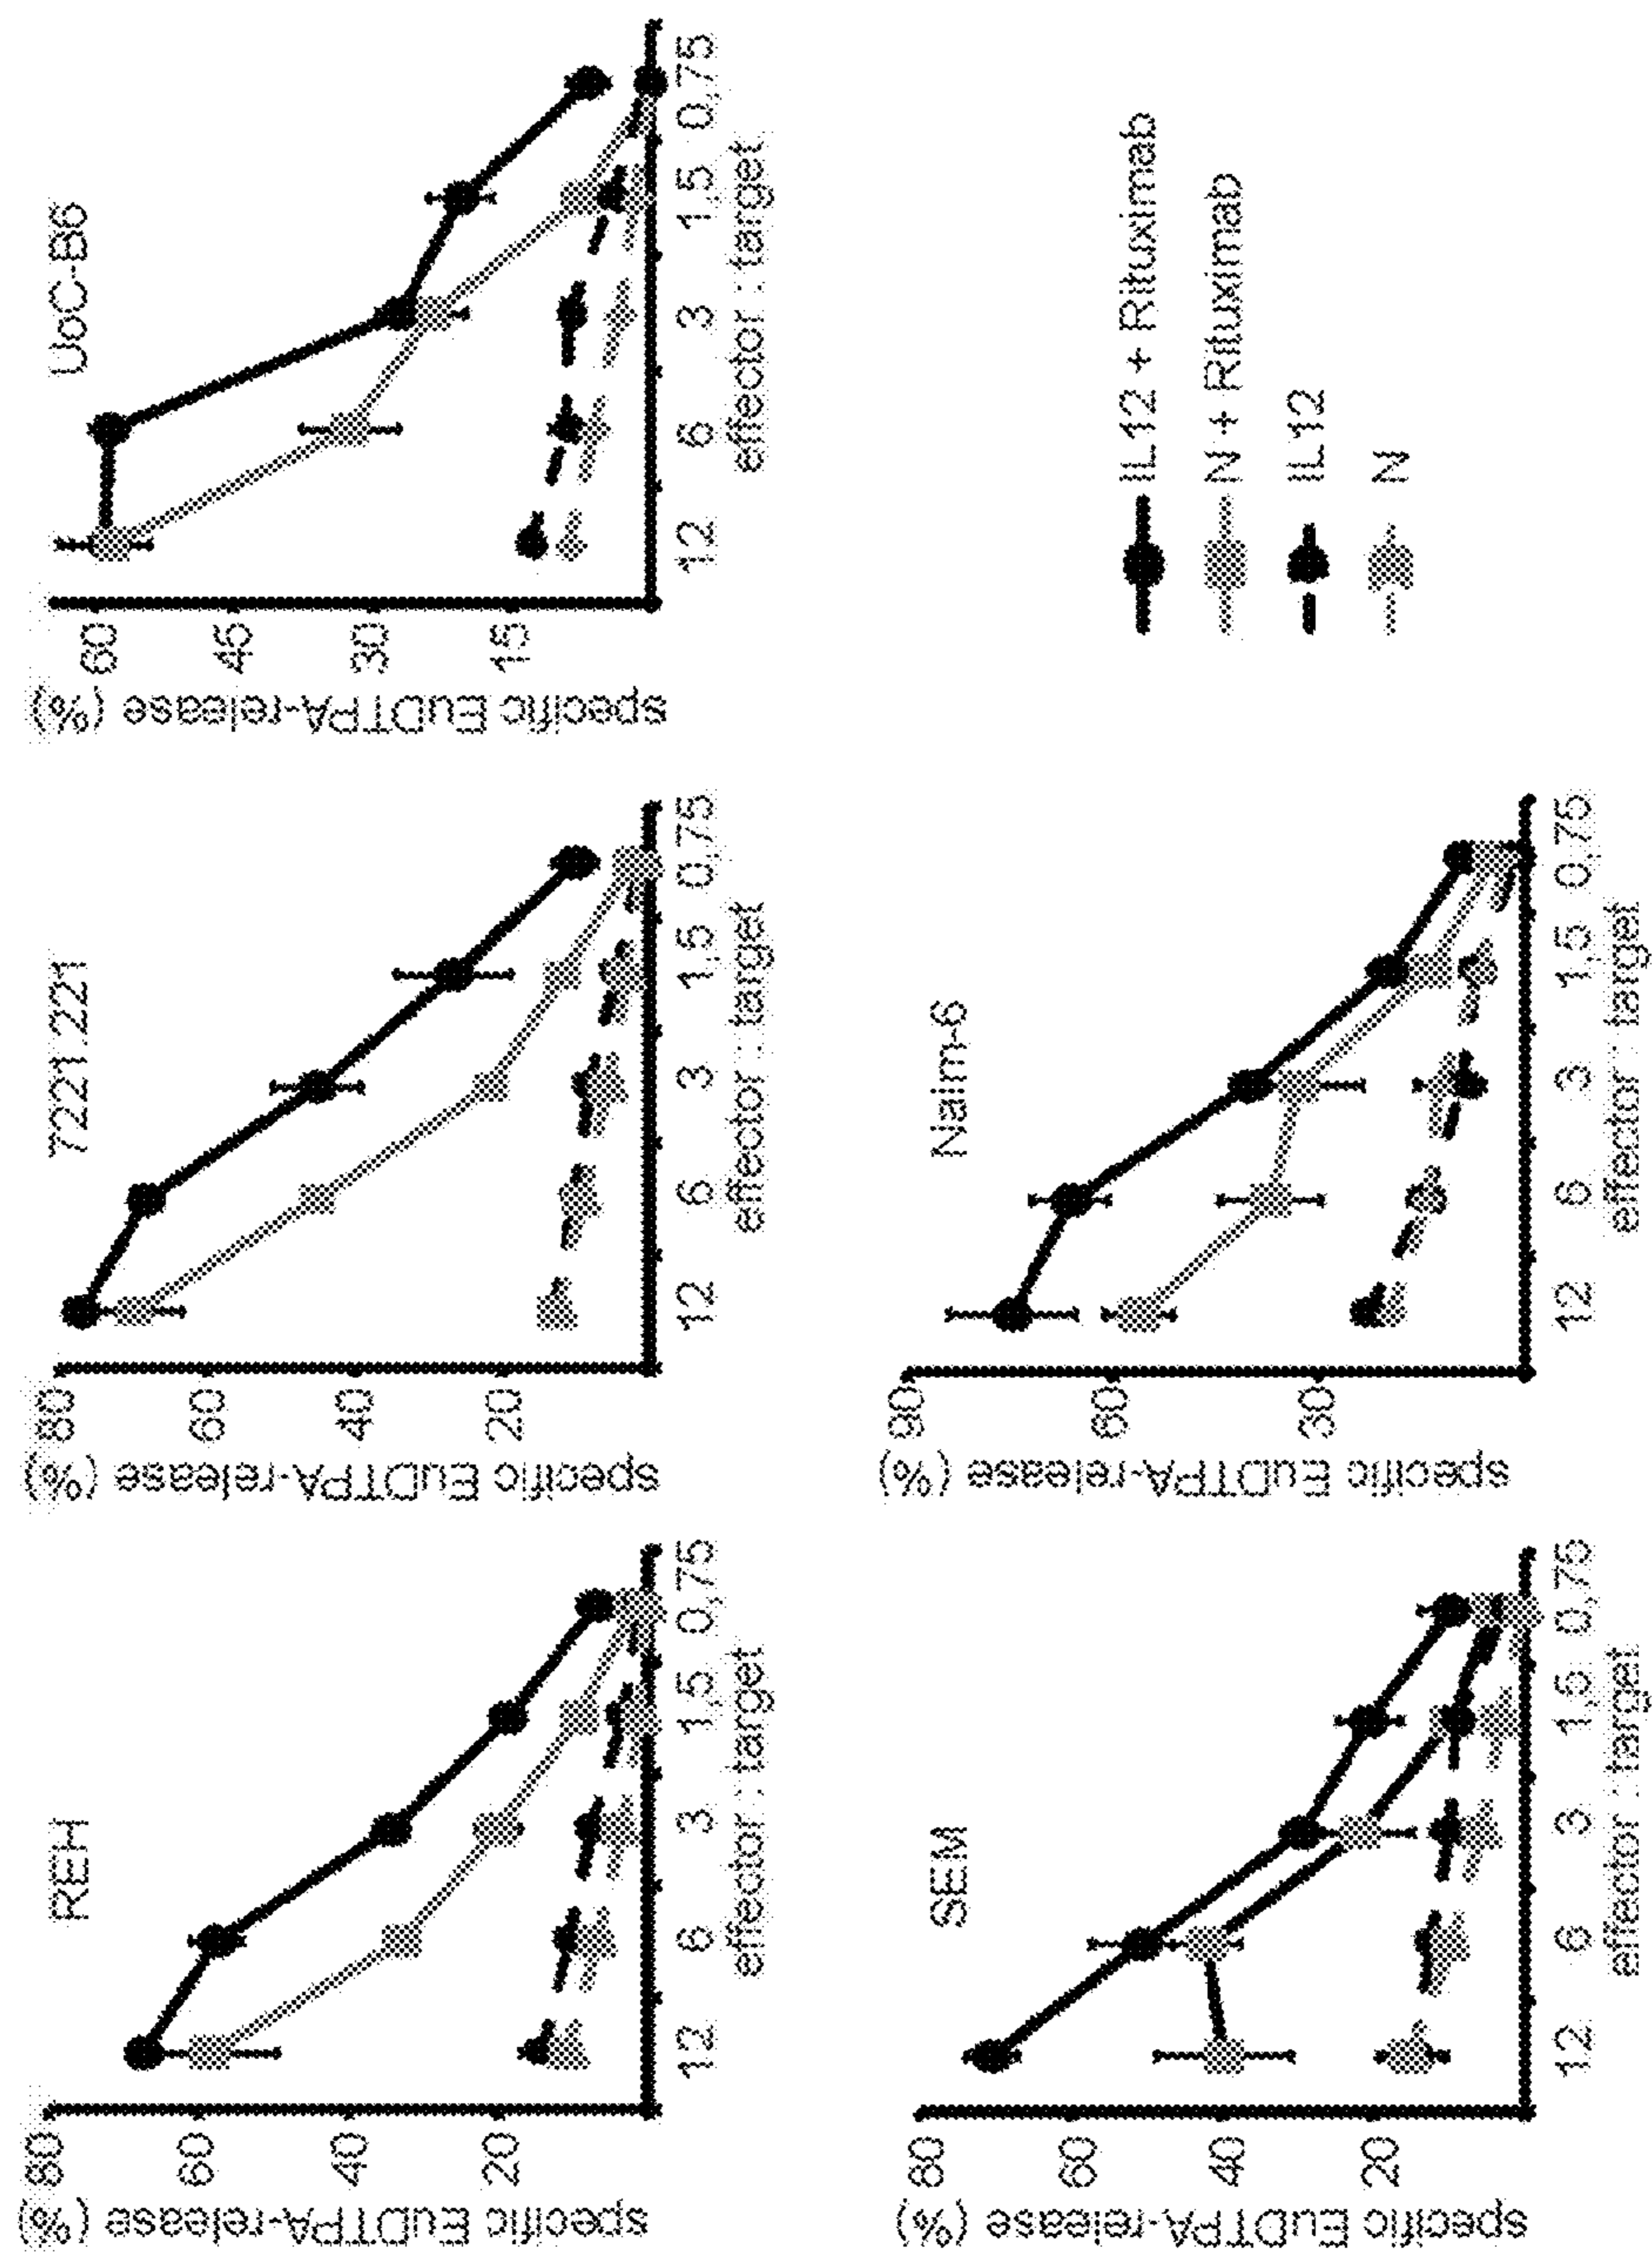 REH
specific EuDTPA-release (%)
80
60
40
20
12 6 3 1,5 0,75
effector : target
7221.221
specific EuDTPA-release (%)
80
60
40
20
12 6 3 1,5 0,75
effector : target
UoC-B6
specific EuDTPA-release (%)
60
45
30
15
12 6 3 1,5 0,75
effector : target
SEM
specific EuDTPA-release (%)
80
60
40
20
12 6 3 1,5 0,75
effector : target
Nalm-6
specific EuDTPA-release (%)
90
60
30
12 6 3 1,5 0,75
effector : target
IL12 + Rituximab
N + Rituximab
IL12
N